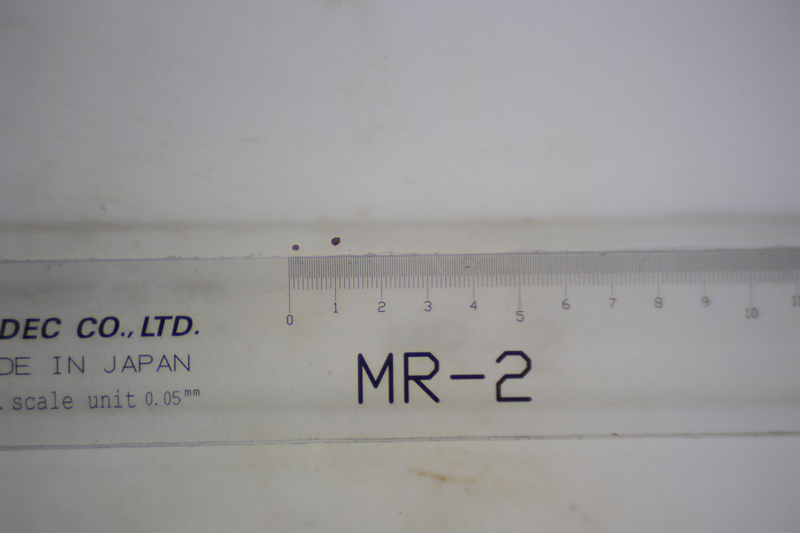 DEC CO.,LTD.
DE IN JAPAN
. scale unit 0.05mm
0 1 2 3 4 5 6 7 8 9 10
MR-2